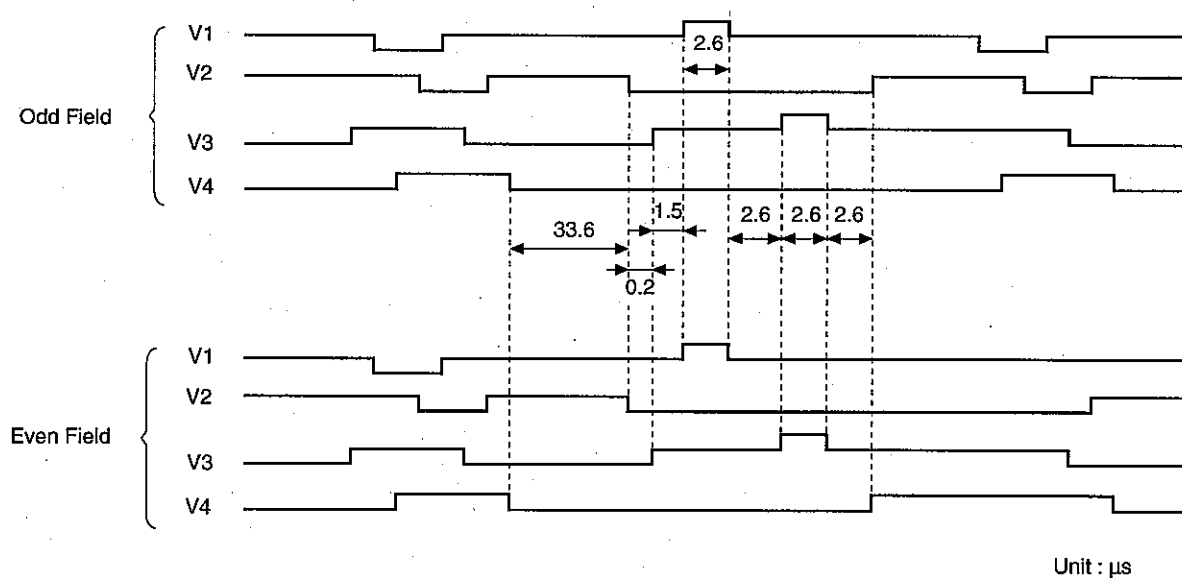 V1
2.6
V2
Odd Field
V3
V4
1.5
2.6 2.6 2.6
33.6
0.2
V1
V2
Even Field
V3
V4
Unit : µs